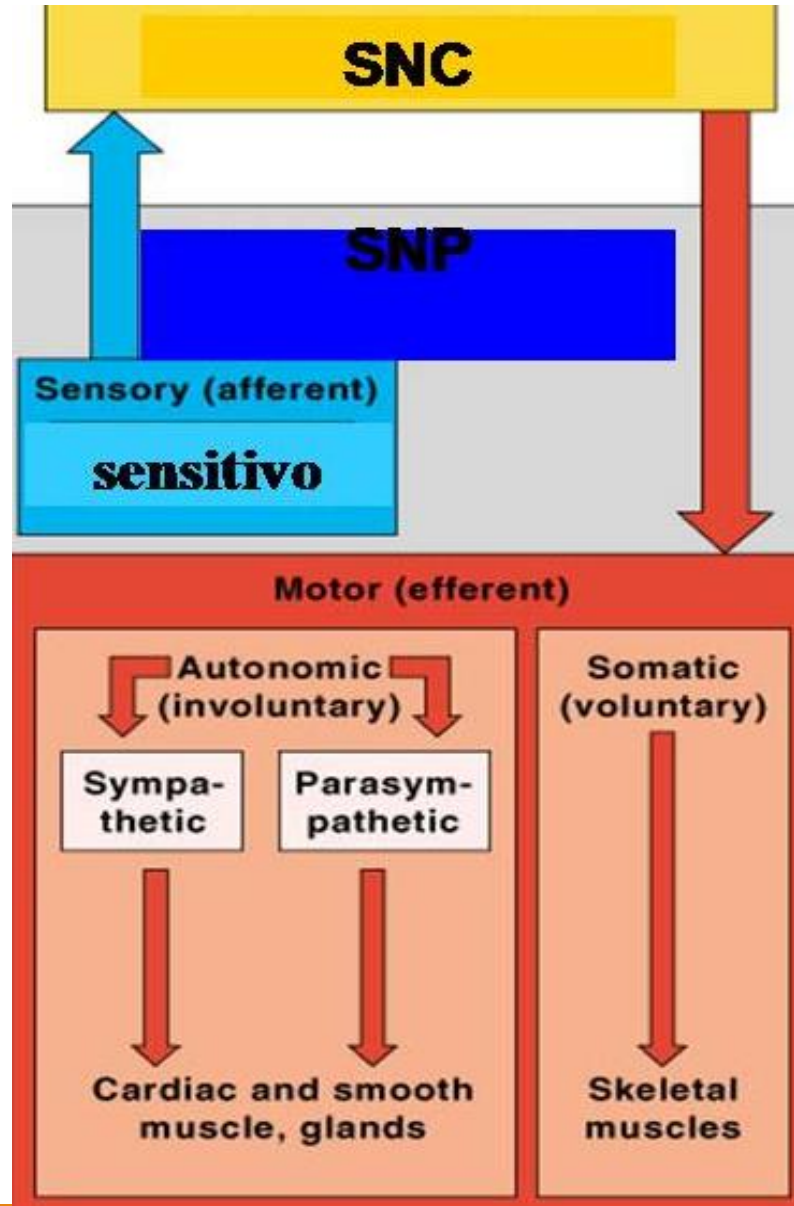 SNC
SNP
Sensory (afferent)
sensitivo
Motor (efferent)
Autonomic
(involuntary)
Sympa-
thetic
Parasym-
pathetic
Cardiac and smooth
muscle, glands
Somatic
(voluntary)
Skeletal
muscles